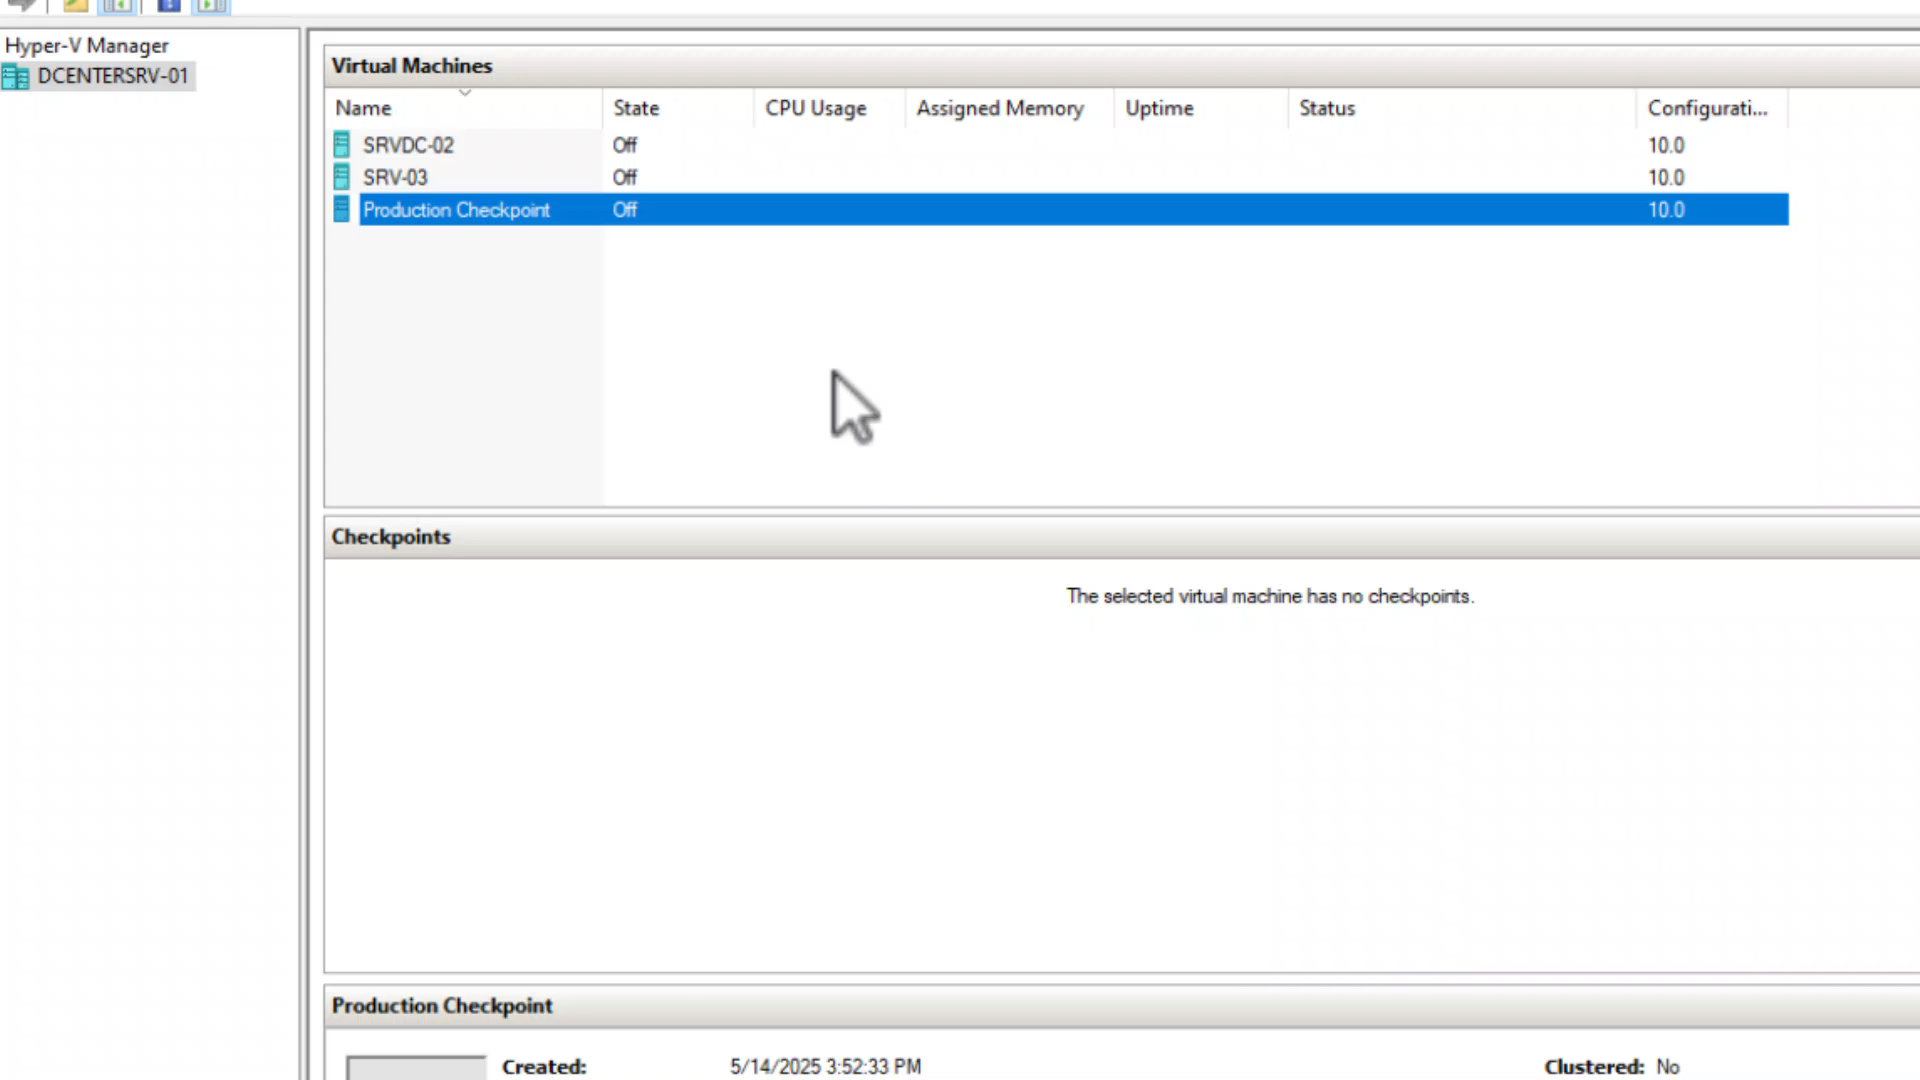 Hyper-V Manager
DCENTERSRV-01
Virtual Machines
Name State CPU Usage Assigned Memory Uptime Status Configurati...
SRVDC-02 Off 10.0
SRV-03 Off 10.0
Production Checkpoint Off 10.0
Checkpoints
The selected virtual machine has no checkpoints.
Production Checkpoint
Created: 5/14/2025 3:52:33 PM Clustered: No